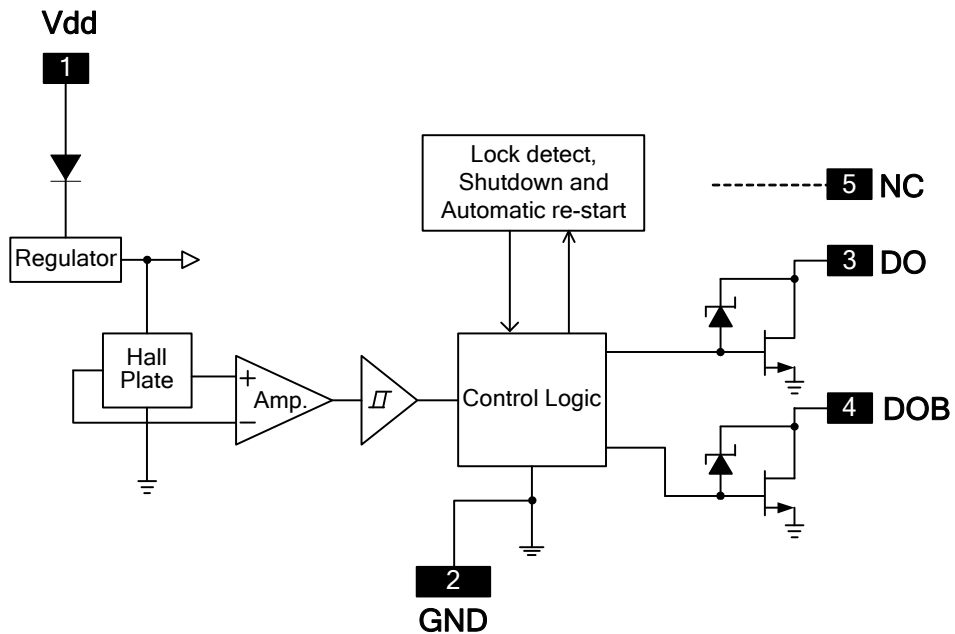 Vdd
1
Lock detect,
Shutdown and
Automatic re-start
5 NC
Regulator
3 DO
Hall
Plate
+
Amp.
−
Control Logic
4 DOB
2
GND